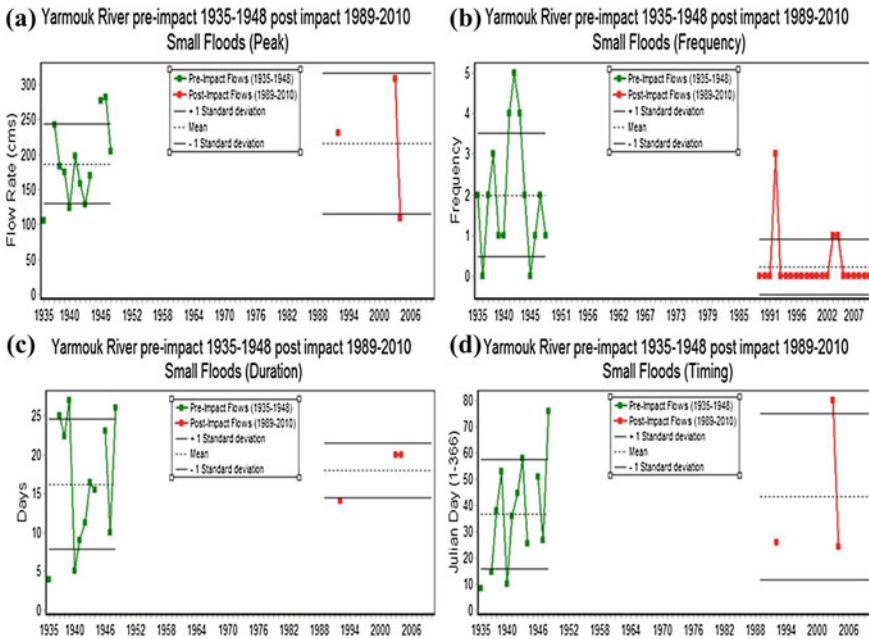 (a) Yarmouk River pre-impact 1935-1948 post impact 1989-2010
Small Floods (Peak)
Flow Rate (cms)
300
250
200
150
100
50
0
Pre-Impact Flows (1935-1948)
Post-Impact Flows (1989-2010)
+ 1 Standard deviation
Mean
- 1 Standard deviation
1935 1940 1946 1952 1958 1964 1970 1976 1982 1988 1994 2000 2006
(b) Yarmouk River pre-impact 1935-1948 post impact 1989-2010
Small Floods (Frequency)
Frequency
5
4
3
2
1
0
Pre-Impact Flows (1935-1948)
Post-Impact Flows (1989-2010)
+ 1 Standard deviation
Mean
- 1 Standard deviation
1935 1940 1945 1951 1957 1962 1967 1973 1979 1985 1991 1996 2002 2007
(c) Yarmouk River pre-impact 1935-1948 post impact 1989-2010
Small Floods (Duration)
Days
25
20
15
10
5
0
Pre-Impact Flows (1935-1948)
Post-Impact Flows (1989-2010)
+ 1 Standard deviation
Mean
- 1 Standard deviation
1935 1940 1946 1952 1958 1964 1970 1976 1982 1988 1994 2000 2006
(d) Yarmouk River pre-impact 1935-1948 post impact 1989-2010
Small Floods (Timing)
Julian Day (1-366)
80
70
60
50
40
30
20
10
0
Pre-Impact Flows (1935-1948)
Post-Impact Flows (1989-2010)
+ 1 Standard deviation
Mean
- 1 Standard deviation
1935 1940 1946 1952 1958 1964 1970 1976 1982 1988 1994 2000 2006